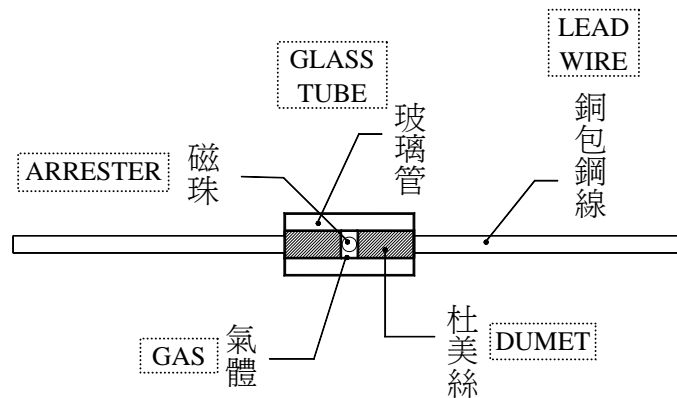 LEAD
WIRE
銅包鋼線
GLASS
TUBE
玻璃管
ARRESTER
磁珠
GAS
氣體
杜美絲
DUMET